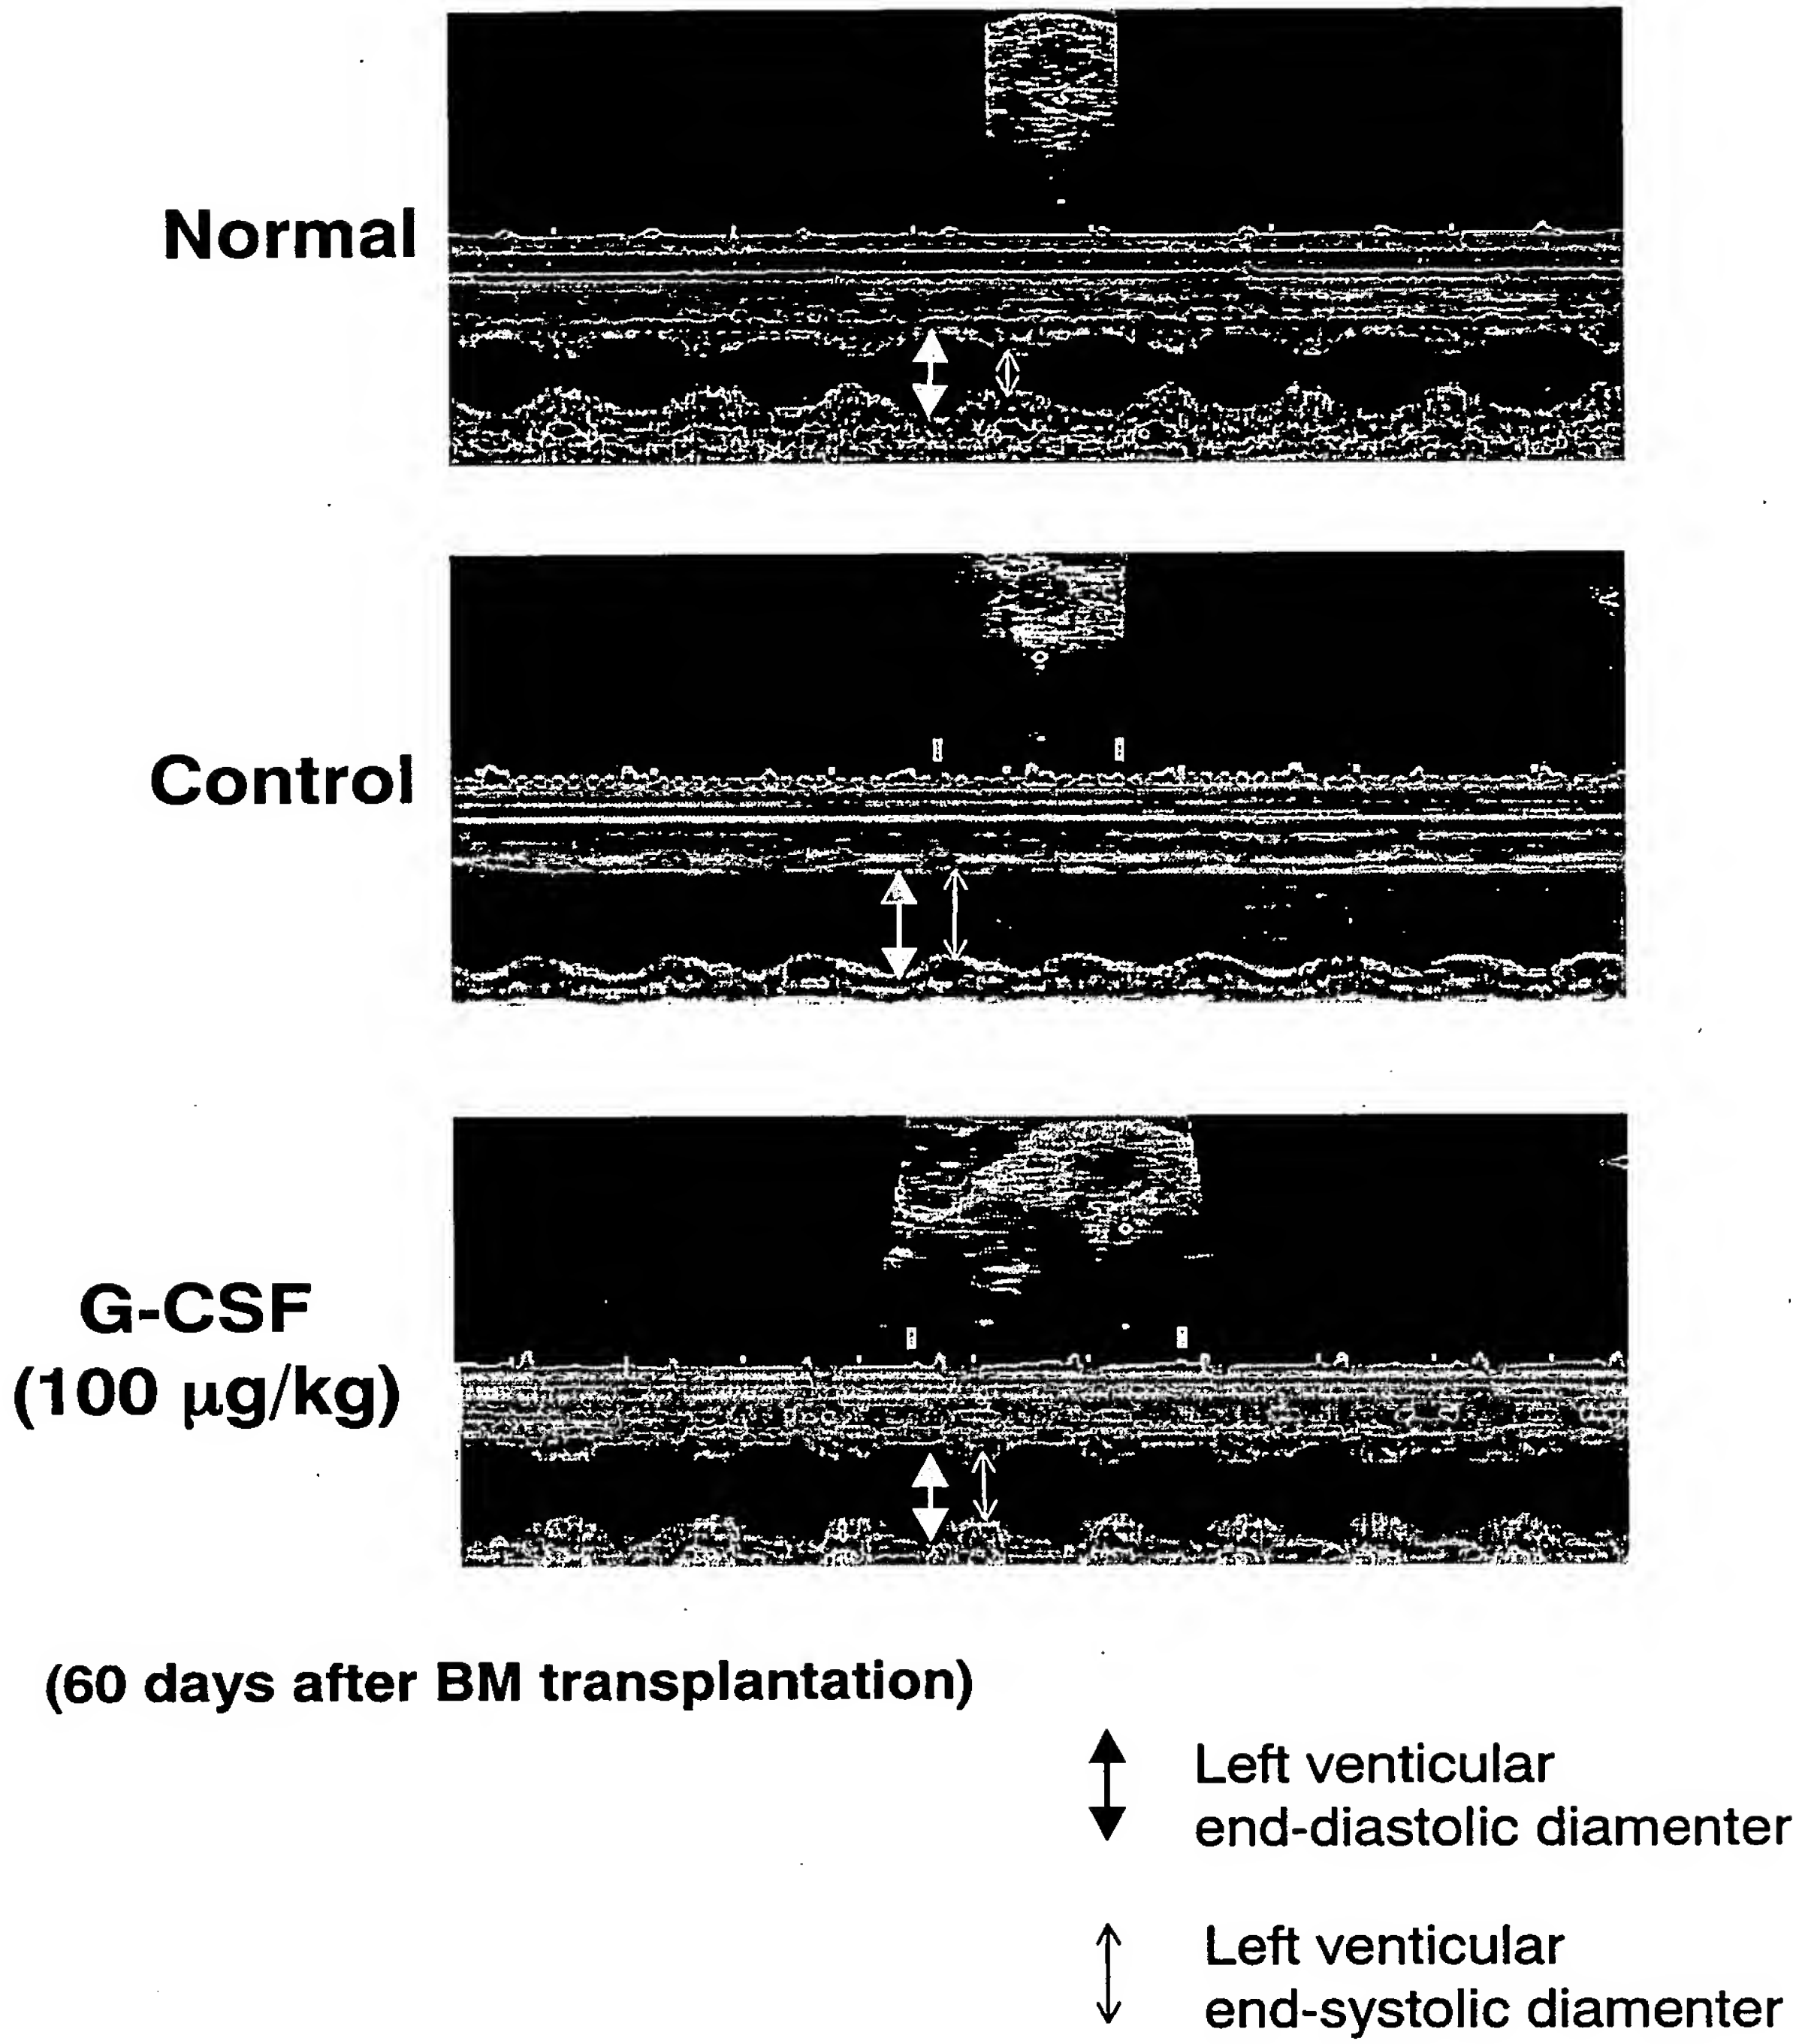 Normal
Control
G-CSF
(100 μg/kg)
(60 days after BM transplantation)
Left venticular
end-diastolic diamenter
Left venticular
end-systolic diamenter